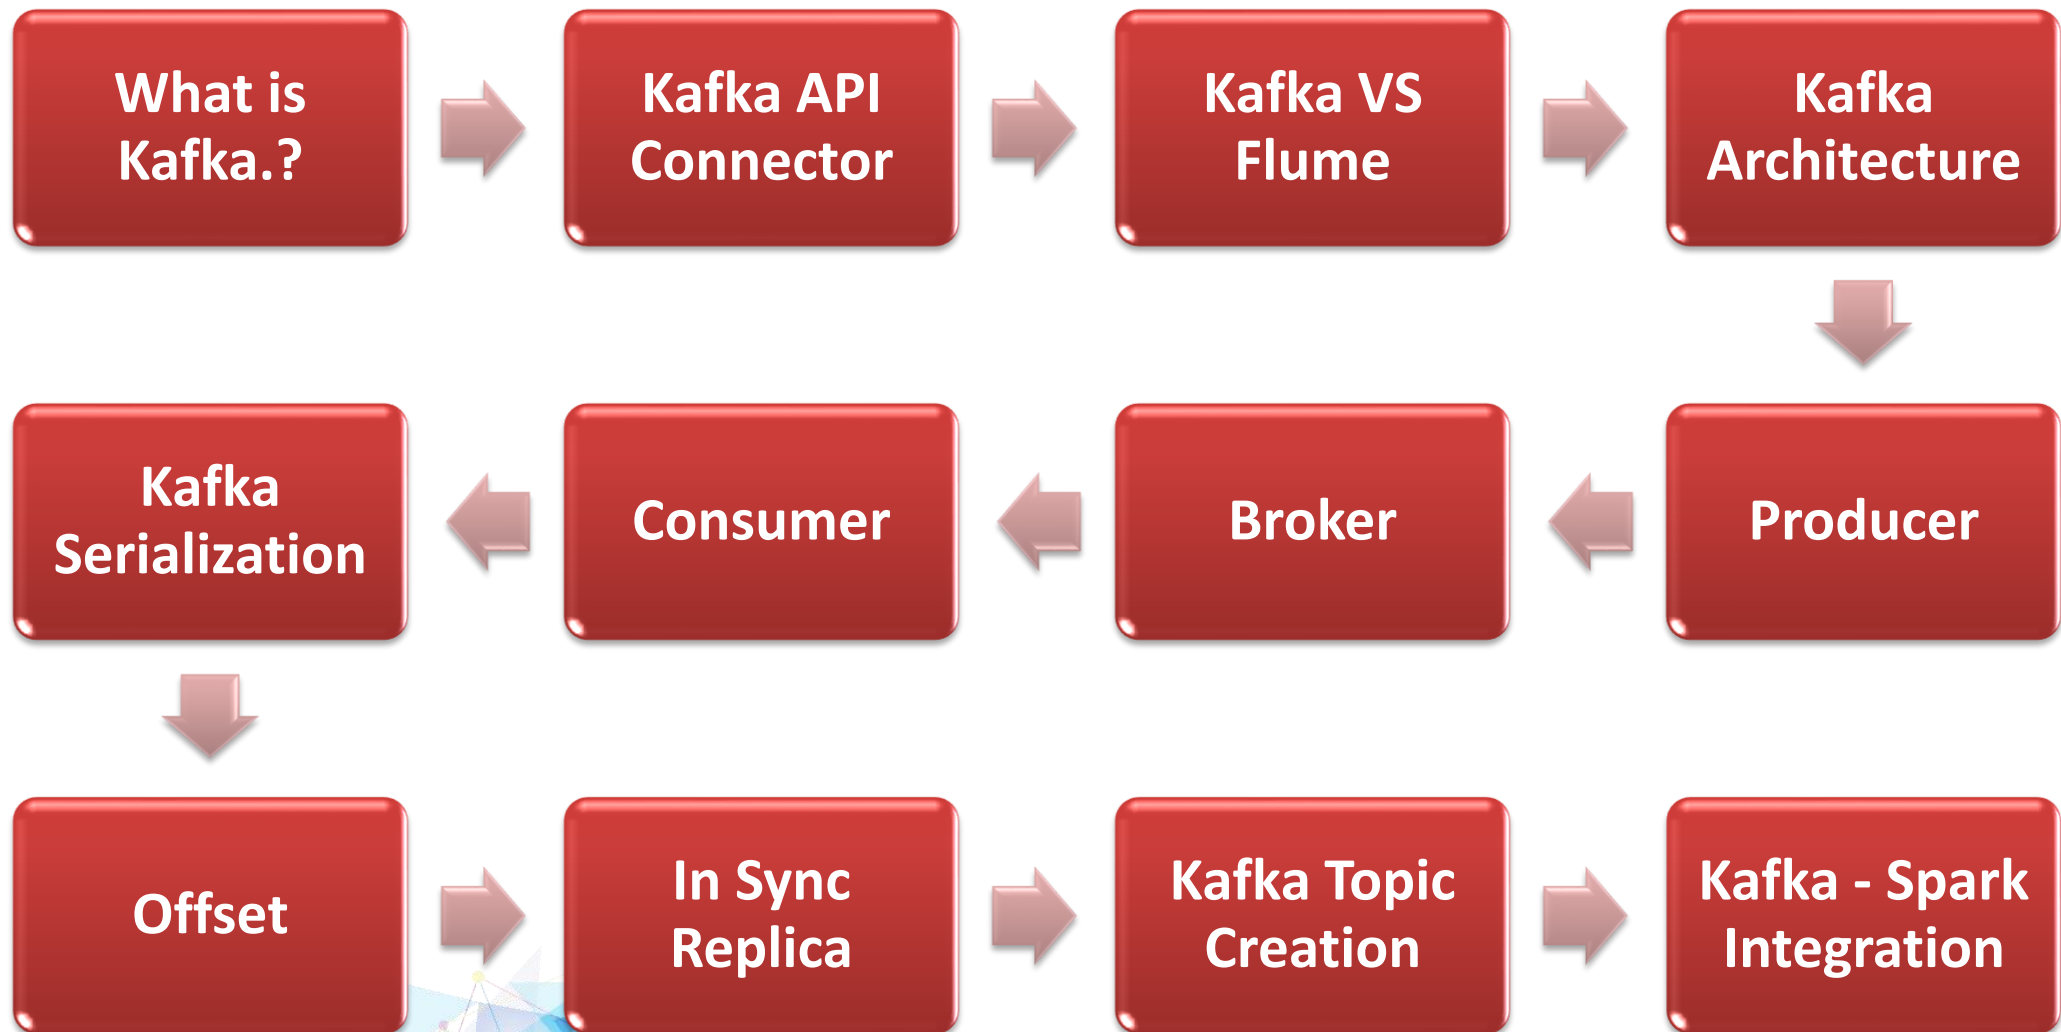 What is
Kafka.?
Kafka API
Connector
Kafka VS
Flume
Kafka
Architecture
Producer
Broker
Consumer
Kafka
Serialization
Offset
In Sync
Replica
Kafka Topic
Creation
Kafka - Spark
Integration